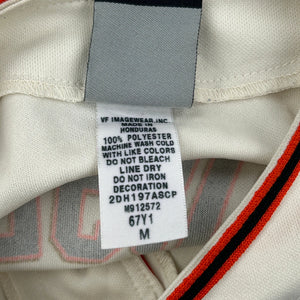 VF IMAGEWEAR, INC.
MADE IN
HONDURAS
100% POLYESTER
MACHINE WASH COLD
WITH LIKE COLORS
DO NOT BLEACH
LINE DRY
DO NOT IRON
DECORATION
2DH197A8CP
M912572
67Y1
M